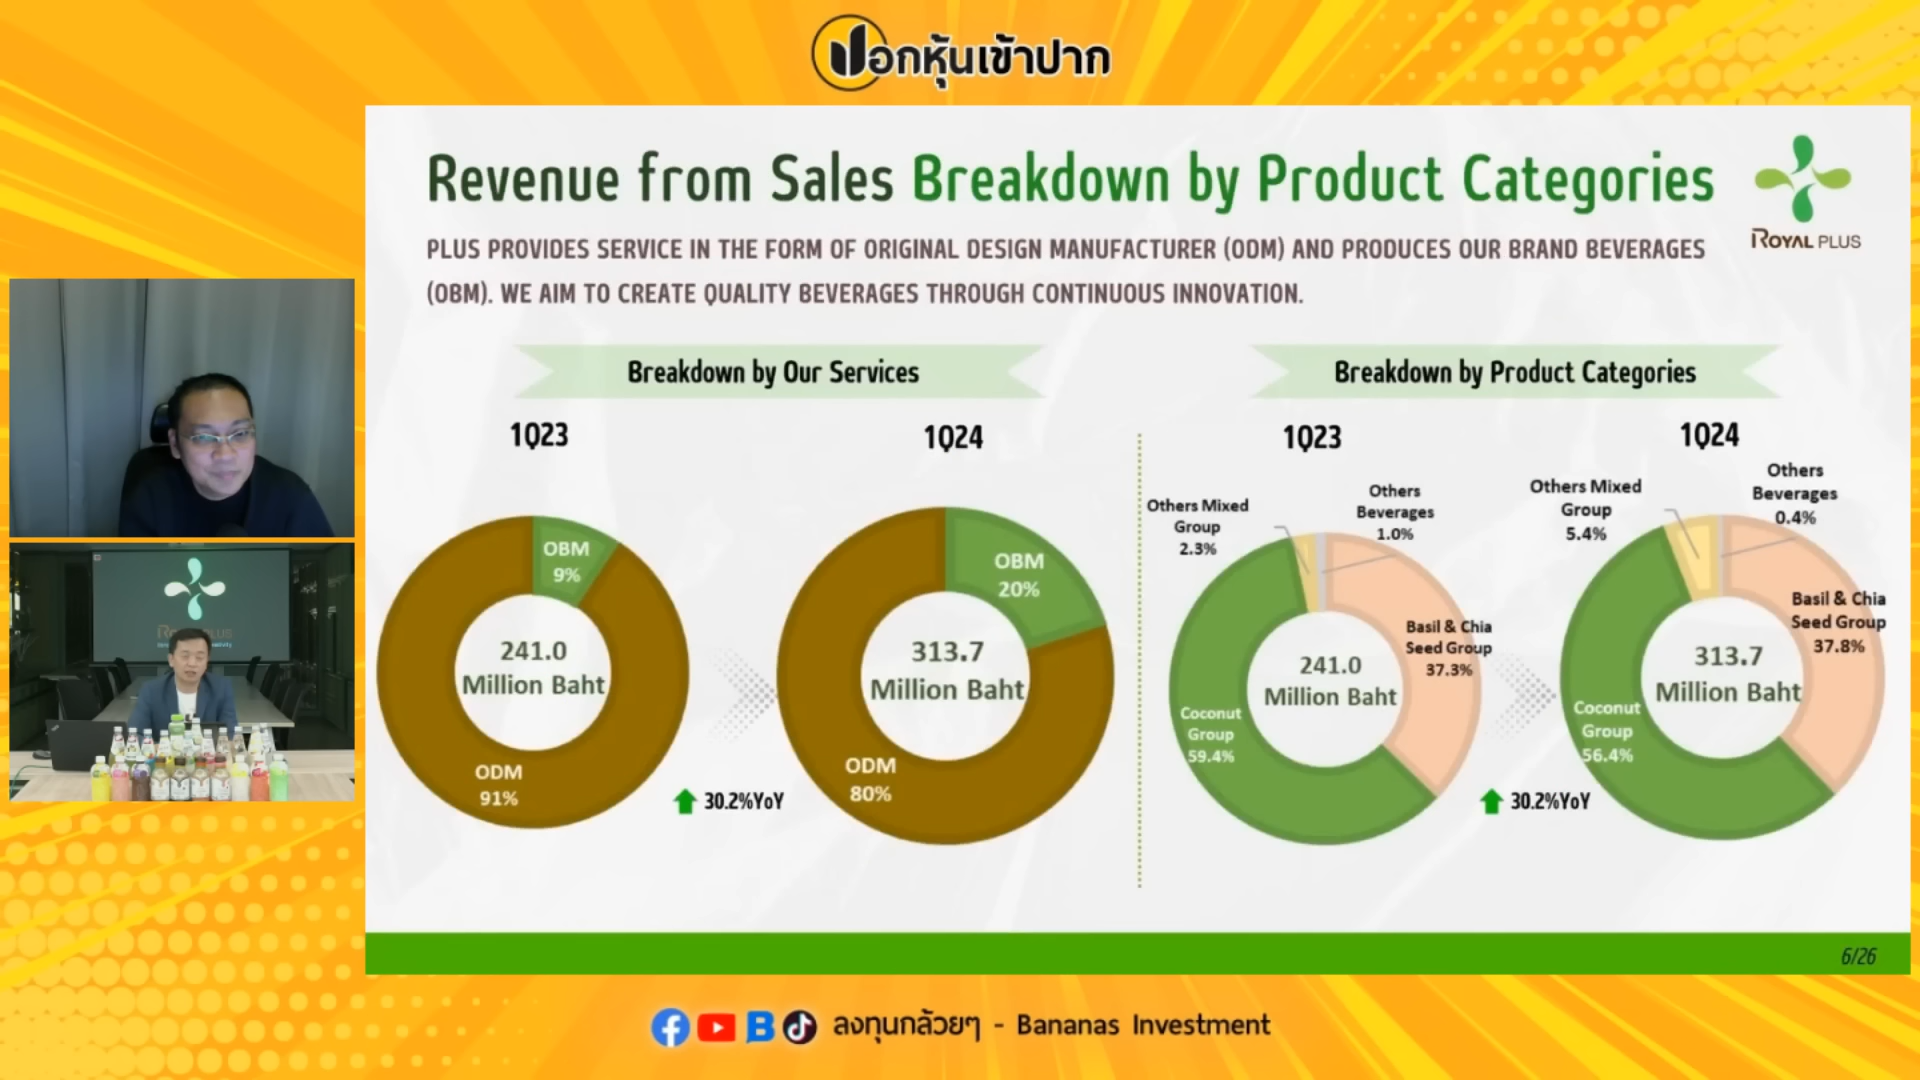 ปอกหุ้นเข้าปาก
Revenue from Sales Breakdown by Product Categories
ROYAL PLUS
PLUS PROVIDES SERVICE IN THE FORM OF ORIGINAL DESIGN MANUFACTURER (ODM) AND PRODUCES OUR BRAND BEVERAGES
(OBM). WE AIM TO CREATE QUALITY BEVERAGES THROUGH CONTINUOUS INNOVATION.
Breakdown by Our Services
1Q23
OBM
9%
241.0
Million Baht
ODM
91%
30.2%YoY
1Q24
OBM
20%
313.7
Million Baht
ODM
80%
Breakdown by Product Categories
1Q23
Others Mixed
Group
2.3%
Others
Beverages
1.0%
Basil & Chia
Seed Group
37.3%
241.0
Million Baht
Coconut
Group
59.4%
30.2%YoY
1Q24
Others Mixed
Group
5.4%
Others
Beverages
0.4%
Basil & Chia
Seed Group
37.8%
313.7
Million Baht
Coconut
Group
56.4%
6/26
ลงทุนกล้วยๆ - Bananas Investment